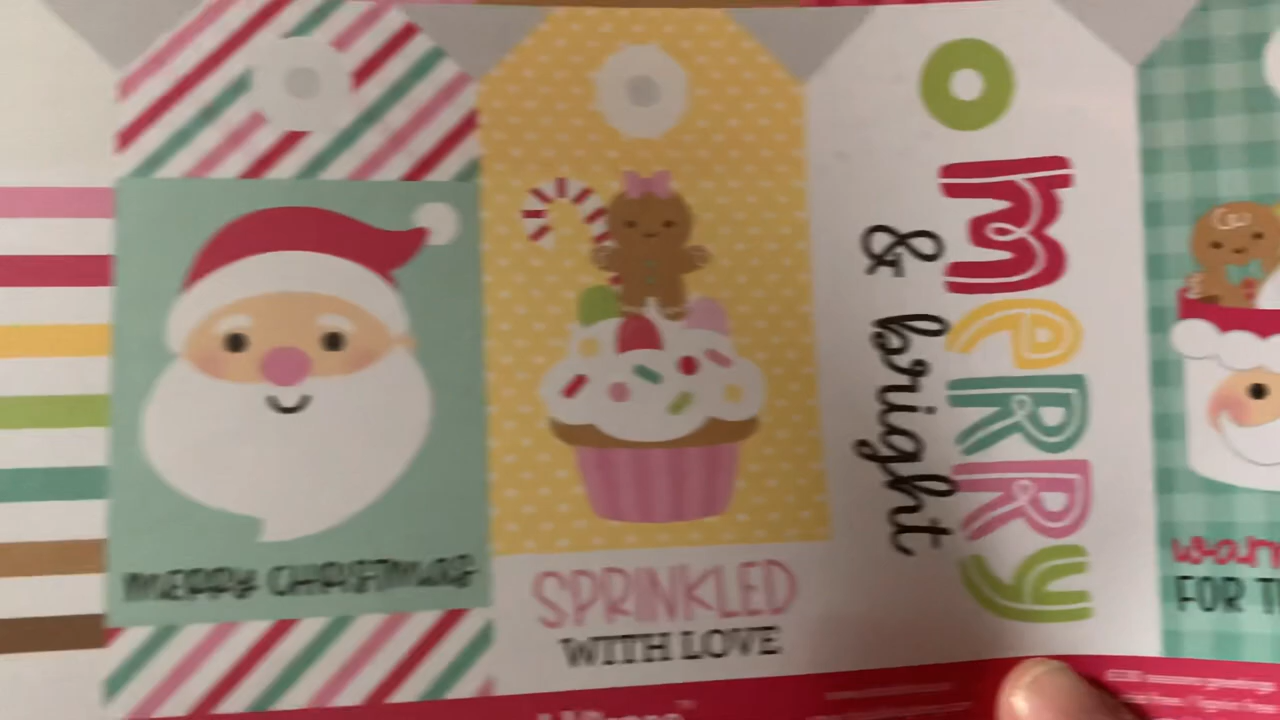 MERRY CHRISTMAS
SPRINKLED
WITH LOVE
merry
& bright
FOR